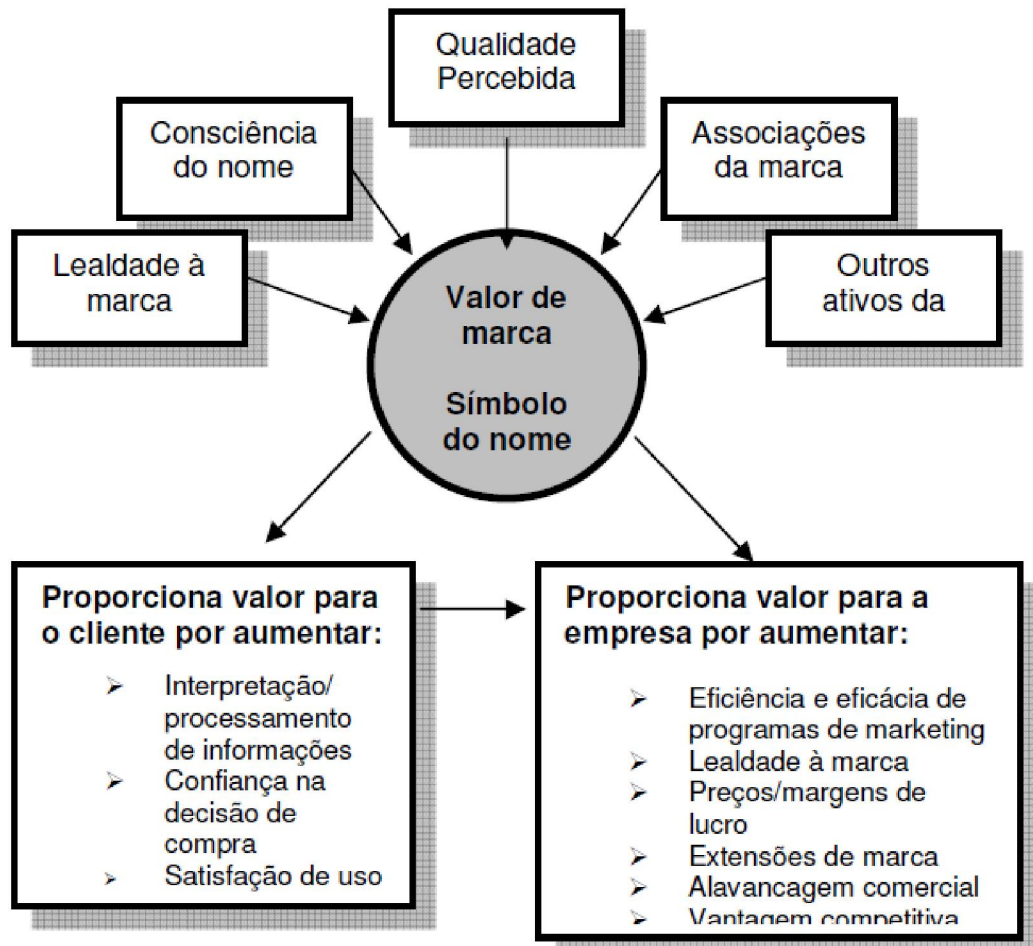 Qualidade
Percebida
Consciência
do nome
Associações
da marca
Lealdade à
marca
Outros
ativos da
Valor de
marca
Símbolo
do nome
Proporciona valor para
o cliente por aumentar:
➢ Interpretação/
processamento
de informações
➢ Confiança na
decisão de
compra
➢ Satisfação de uso
Proporciona valor para a
empresa por aumentar:
➢ Eficiência e eficácia de
programas de marketing
➢ Lealdade à marca
➢ Preços/margens de
lucro
➢ Extensões de marca
➢ Alavancagem comercial
➢ Vantagem competitiva